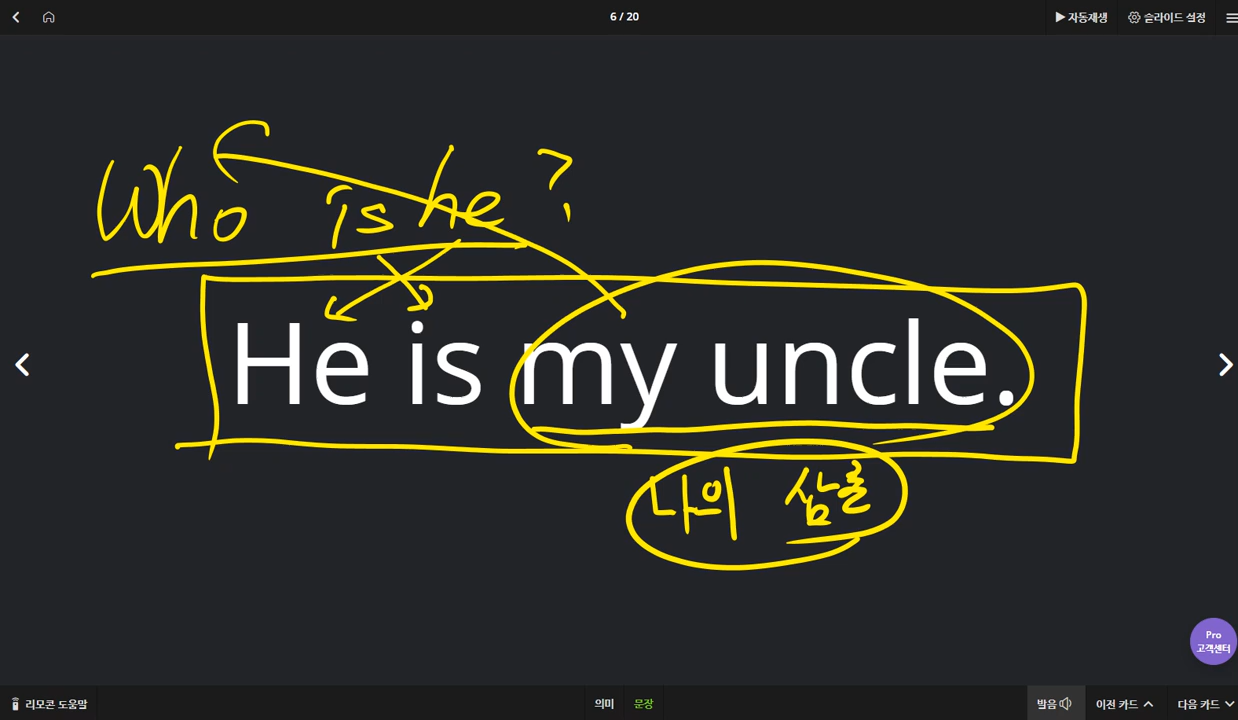 6 / 20
자동재생
슬라이드 설정
Who is he?
He is my uncle.
나의 삼촌
Pro
고객센터
리모콘 도움말
의미
문장
발음
이전 카드
다음 카드